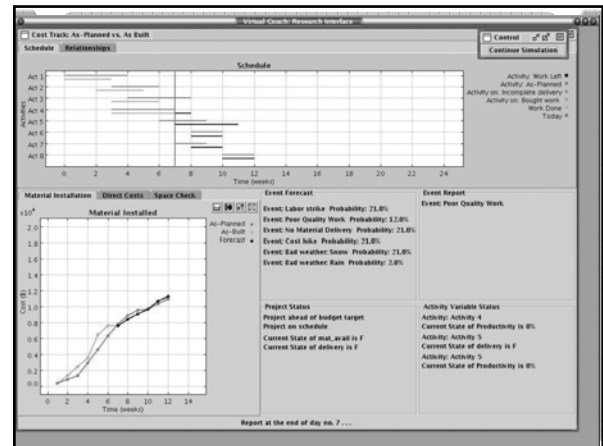 Virtual Coach: Research Interface
Cost Track: As-Planned vs. As Built
Control
Continue Simulation
Schedule
Relationships
Schedule
Activities
Act 1
Act 2
Act 3
Act 4
Act 5
Act 6
Act 7
Act 8
0 2 4 6 8 10 12 14 16 18 20 22 24
Time (weeks)
Activity: Work Left
Activity: As-Planned
Activity on: Incomplete delivery
Activity on: Bought work
Work Done
Today
Material Installation
Direct Costs
Space Check
Material Installed
x10⁴
As-Planned
As-Built
Forecast
Cost ($)
2.0
1.8
1.6
1.4
1.2
1.0
0.8
0.6
0.4
0.2
0.0
0 2 4 6 8 10 12 14
Time (weeks)
Event Forecast
Event: Labor strike Probability: 21.0%
Event: Poor Quality Work Probability: 12.0%
Event: No Material Delivery Probability: 21.0%
Event: Cost hike Probability: 21.0%
Event: Bad weather: Snow Probability: 21.0%
Event: Bad weather: Rain Probability: 2.0%
Event Report
Event: Poor Quality Work
Project Status
Project ahead of budget target
Project on schedule
Current State of mat_avail is F
Current State of delivery is F
Activity Variable Status
Activity: Activity 4
Current State of Productivity is 0%
Activity: Activity 5
Current State of delivery is F
Activity: Activity 5
Current State of Productivity is 0%
Report at the end of day no. 7 . . .